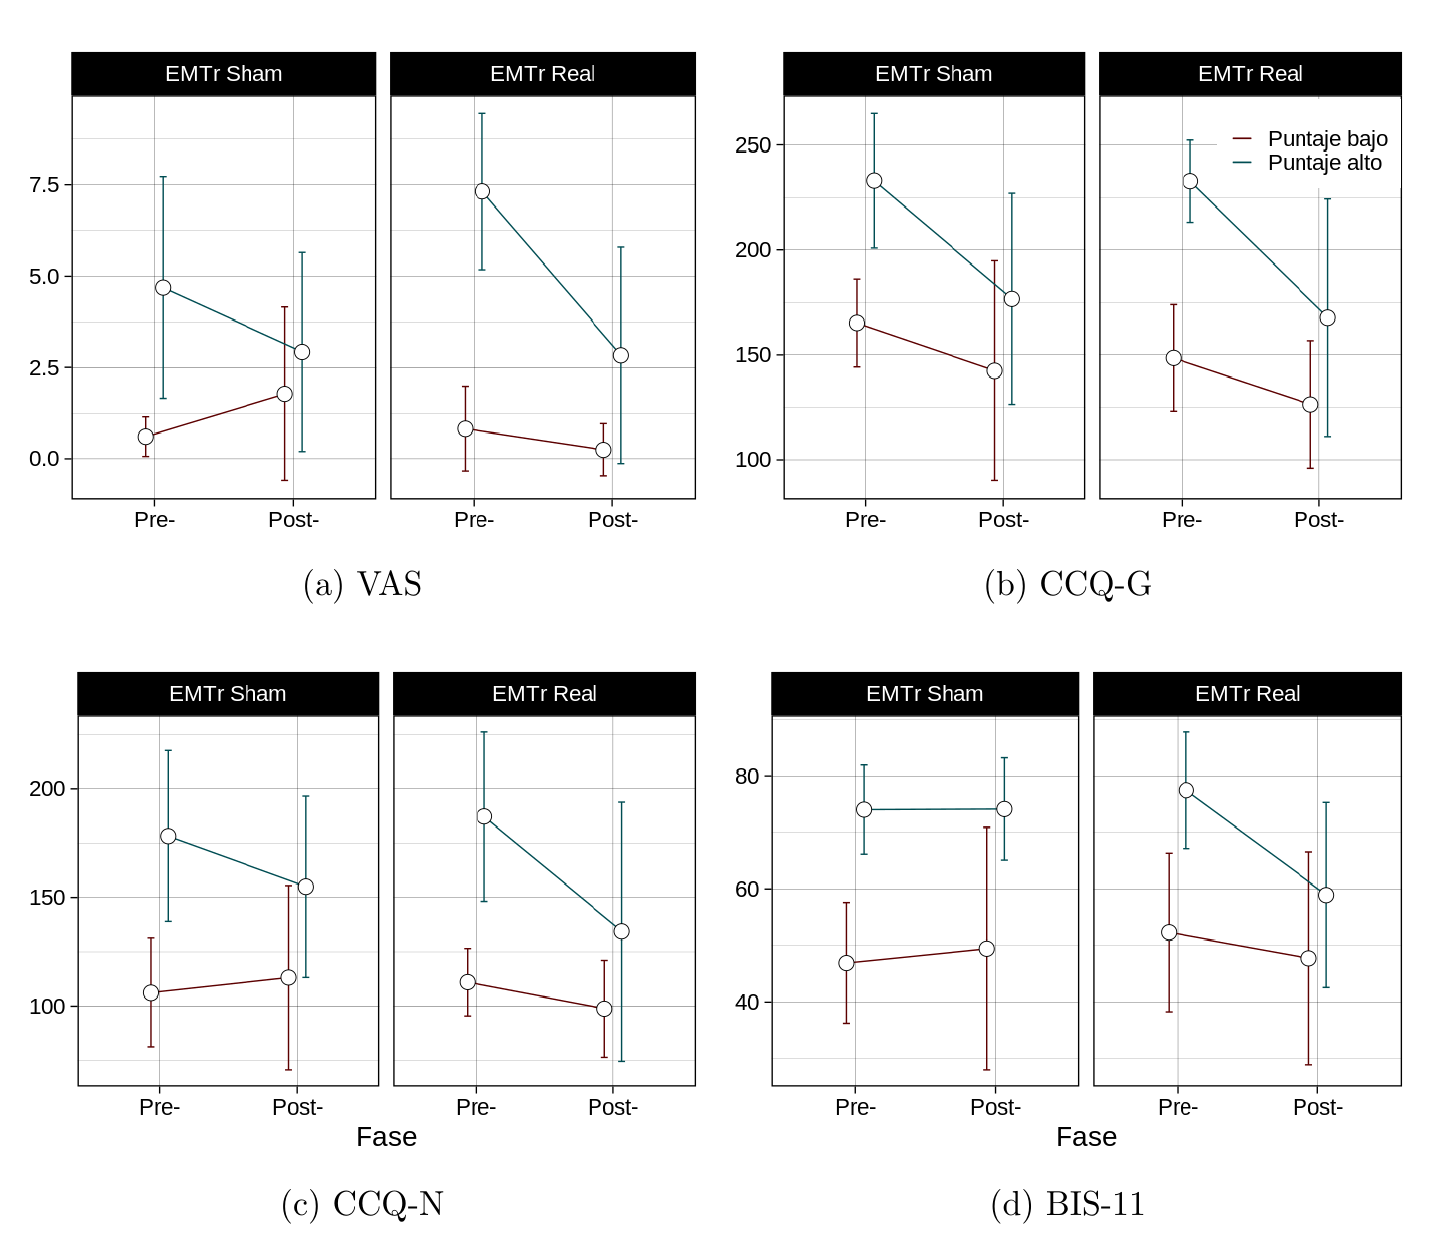 EMTr Sham
EMTr Real
7.5
5.0
2.5
0.0
Pre-
Post-
Pre-
Post-
(a) VAS
EMTr Sham
EMTr Real
Puntaje bajo
Puntaje alto
250
200
150
100
Pre-
Post-
Pre-
Post-
(b) CCQ-G
EMTr Sham
EMTr Real
200
150
100
Pre-
Post-
Pre-
Post-
Fase
(c) CCQ-N
EMTr Sham
EMTr Real
80
60
40
Pre-
Post-
Pre-
Post-
Fase
(d) BIS-11